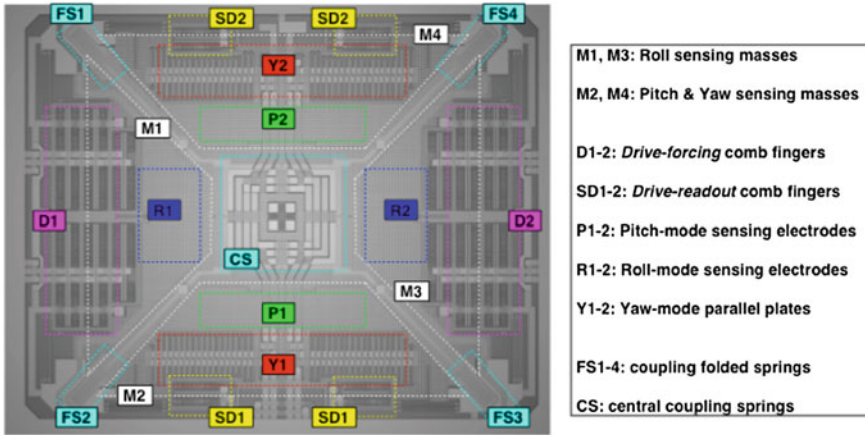 FS1
SD2
SD2
FS4
M4
Y2
P2
M1
R1
R2
D1
D2
CS
M3
P1
Y1
M2
FS2
SD1
SD1
FS3
M1, M3: Roll sensing masses
M2, M4: Pitch & Yaw sensing masses
D1-2: Drive-forcing comb fingers
SD1-2: Drive-readout comb fingers
P1-2: Pitch-mode sensing electrodes
R1-2: Roll-mode sensing electrodes
Y1-2: Yaw-mode parallel plates
FS1-4: coupling folded springs
CS: central coupling springs